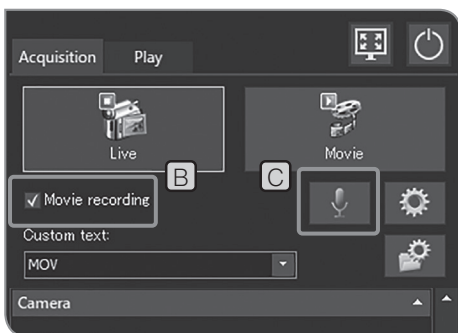 Acquisition Play
Live Movie
B C
Movie recording
Custom text:
MOV
Camera